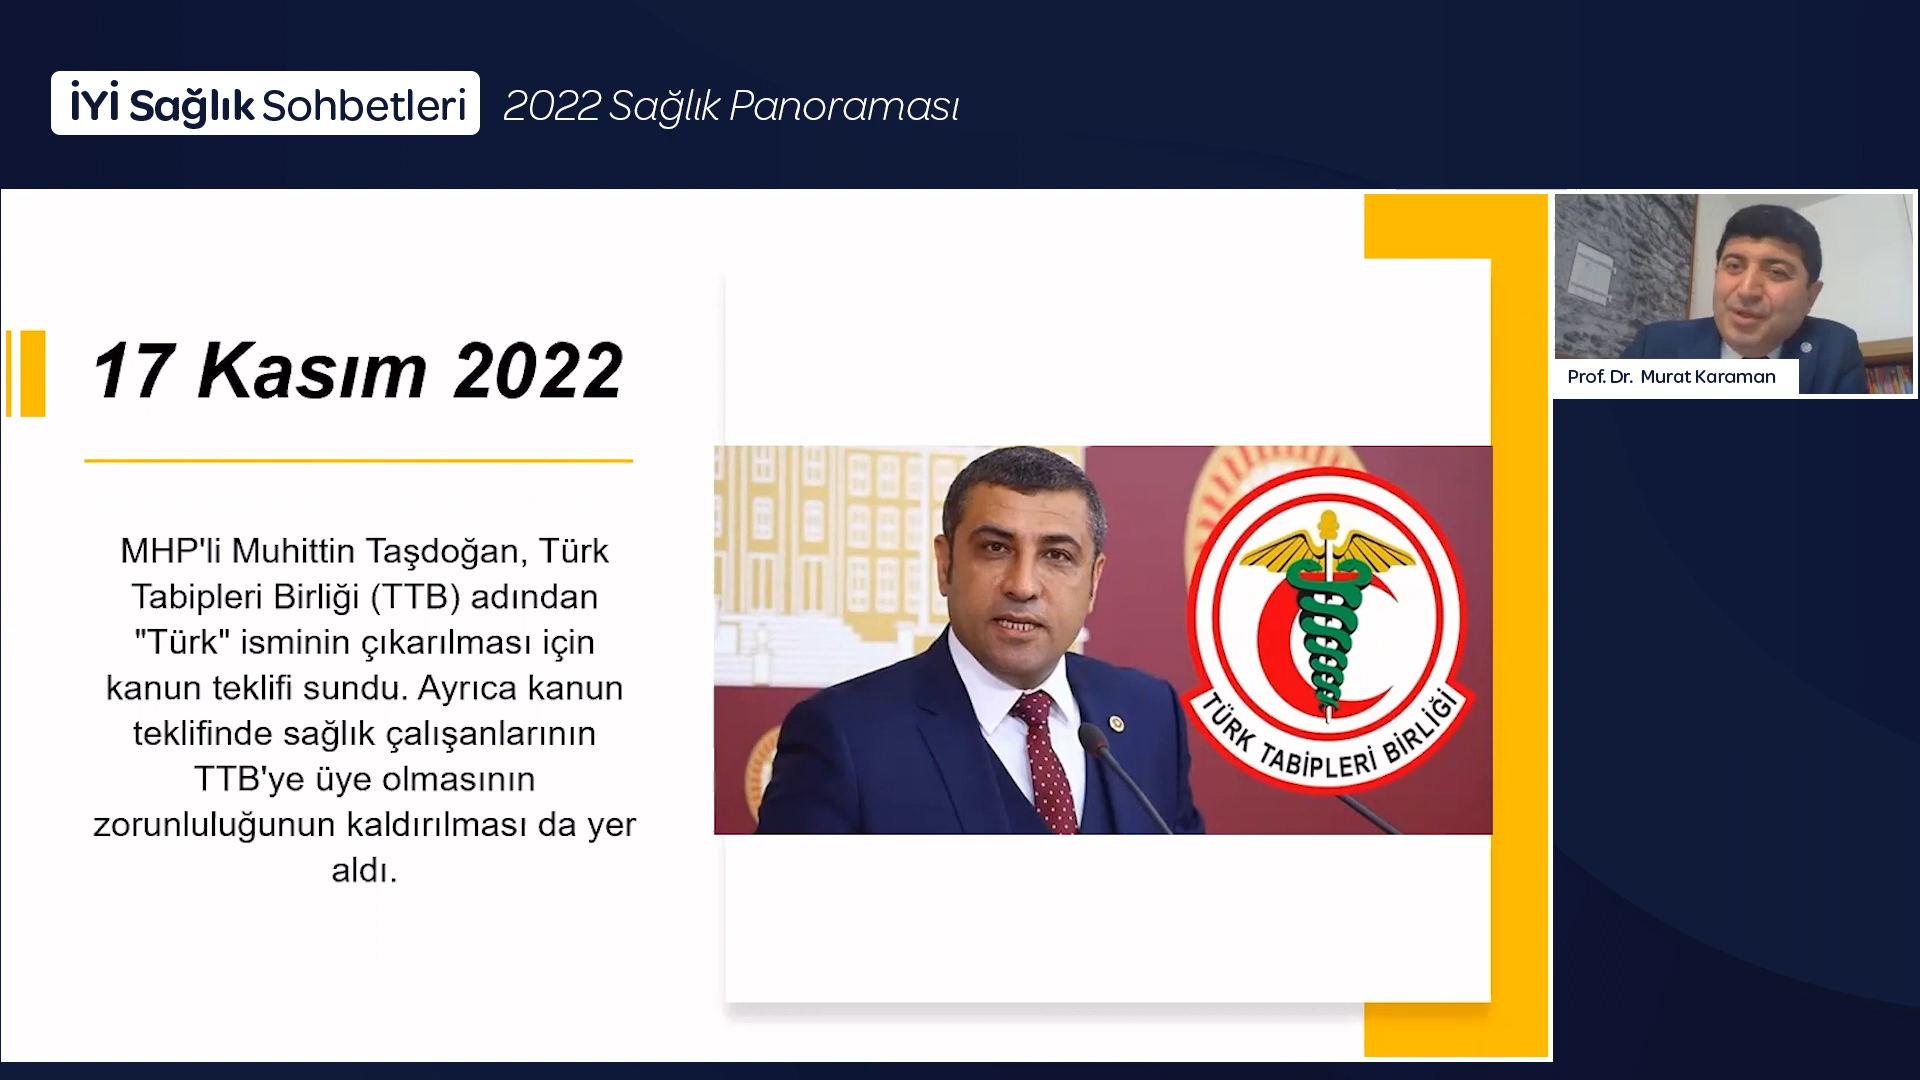 İYİ Sağlık Sohbetleri 2022 Sağlık Panoraması
17 Kasım 2022
MHP'li Muhittin Taşdoğan, Türk
Tabipleri Birliği (TTB) adından
"Türk" isminin çıkarılması için
kanun teklifi sundu. Ayrıca kanun
teklifinde sağlık çalışanlarının
TTB'ye üye olmasının
zorunluluğunun kaldırılması da yer
aldı.
TÜRK TABİPLERİ BİRLİĞİ
Prof. Dr. Murat Karaman